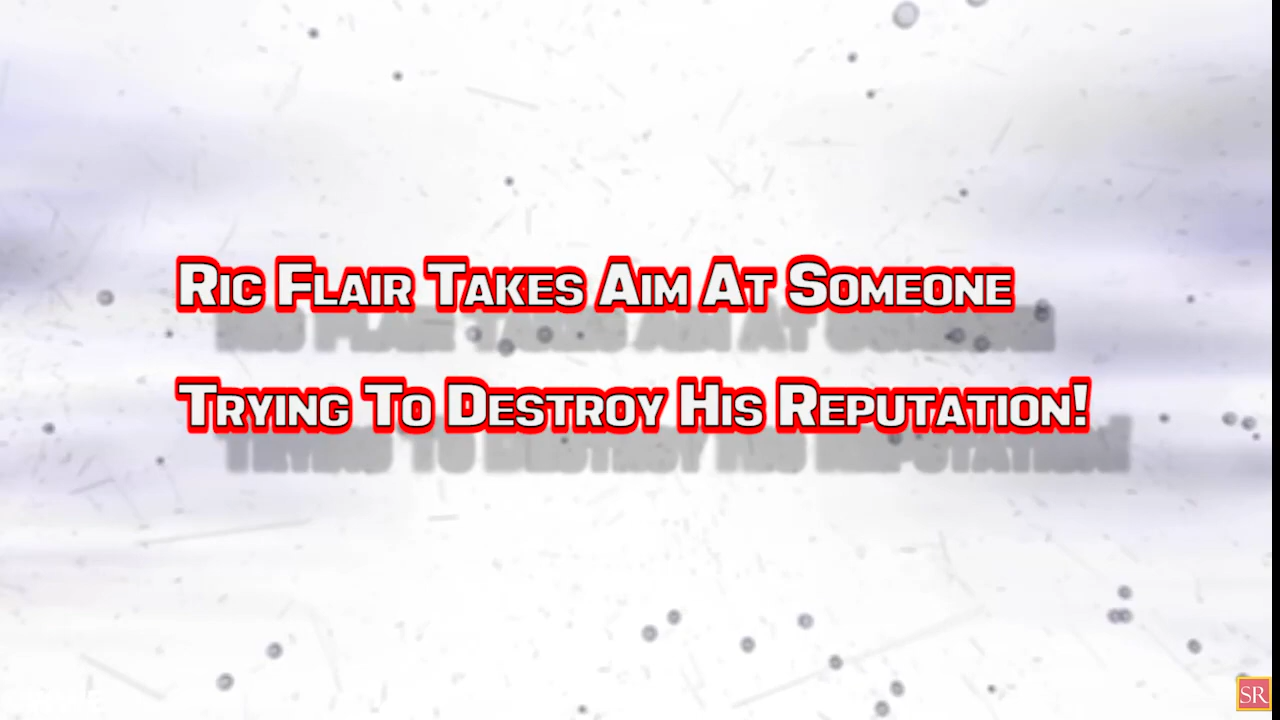 Ric Flair Takes Aim At Someone
Trying To Destroy His Reputation!
SR